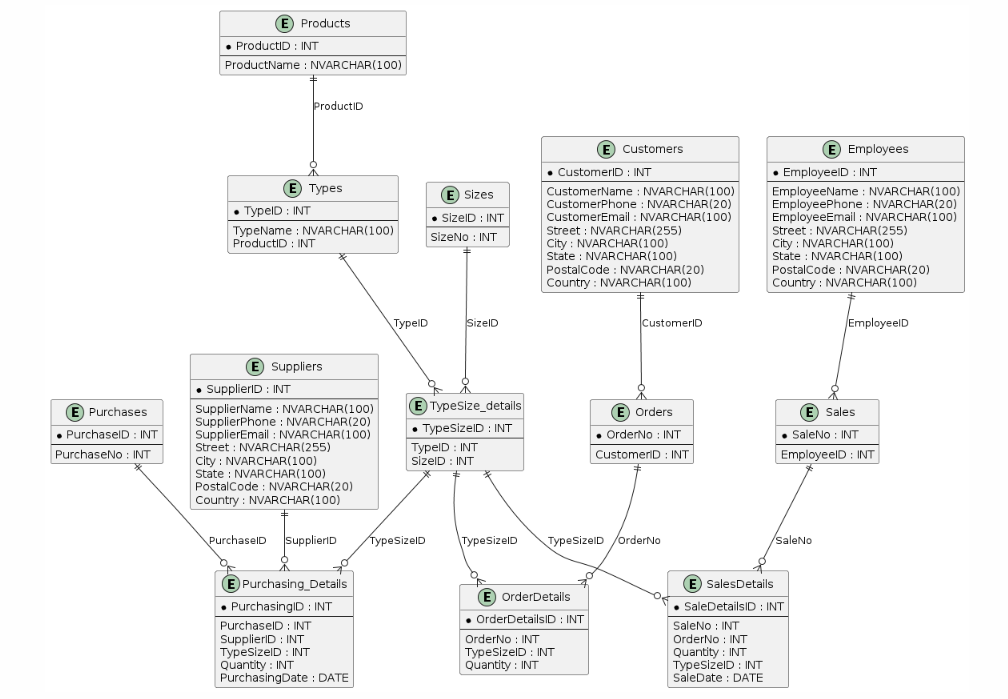 E Products
ProductID : INT
ProductName : NVARCHAR(100)
ProductID
E Types
TypeID : INT
TypeName : NVARCHAR(100)
ProductID : INT
E Sizes
SizeID : INT
SizeNo : INT
E Customers
CustomerID : INT
CustomerName : NVARCHAR(100)
CustomerPhone : NVARCHAR(20)
CustomerEmail : NVARCHAR(100)
Street : NVARCHAR(255)
City : NVARCHAR(100)
State : NVARCHAR(100)
PostalCode : NVARCHAR(20)
Country : NVARCHAR(100)
E Employees
EmployeeID : INT
EmployeeName : NVARCHAR(100)
EmployeePhone : NVARCHAR(20)
EmployeeEmail : NVARCHAR(100)
Street : NVARCHAR(255)
City : NVARCHAR(100)
State : NVARCHAR(100)
PostalCode : NVARCHAR(20)
Country : NVARCHAR(100)
TypeID
SizeID
CustomerID
EmployeeID
E Purchases
PurchaseID : INT
PurchaseNo : INT
E Suppliers
SupplierID : INT
SupplierName : NVARCHAR(100)
SupplierPhone : NVARCHAR(20)
SupplierEmail : NVARCHAR(100)
Street : NVARCHAR(255)
City : NVARCHAR(100)
State : NVARCHAR(100)
PostalCode : NVARCHAR(20)
Country : NVARCHAR(100)
E TypeSize_details
TypeSizeID : INT
TypeID : INT
SizeID : INT
E Orders
OrderNo : INT
CustomerID : INT
E Sales
SaleNo : INT
EmployeeID : INT
PurchaseID
SupplierID
TypeSizeID
TypeSizeID
TypeSizeID
OrderNo
SaleNo
E Purchasing_Details
PurchasingID : INT
PurchaseID : INT
SupplierID : INT
TypeSizeID : INT
Quantity : INT
PurchasingDate : DATE
E OrderDetails
OrderDetailsID : INT
OrderNo : INT
TypeSizeID : INT
Quantity : INT
E SalesDetails
SaleDetailsID : INT
SaleNo : INT
OrderNo : INT
Quantity : INT
TypeSizeID : INT
SaleDate : DATE